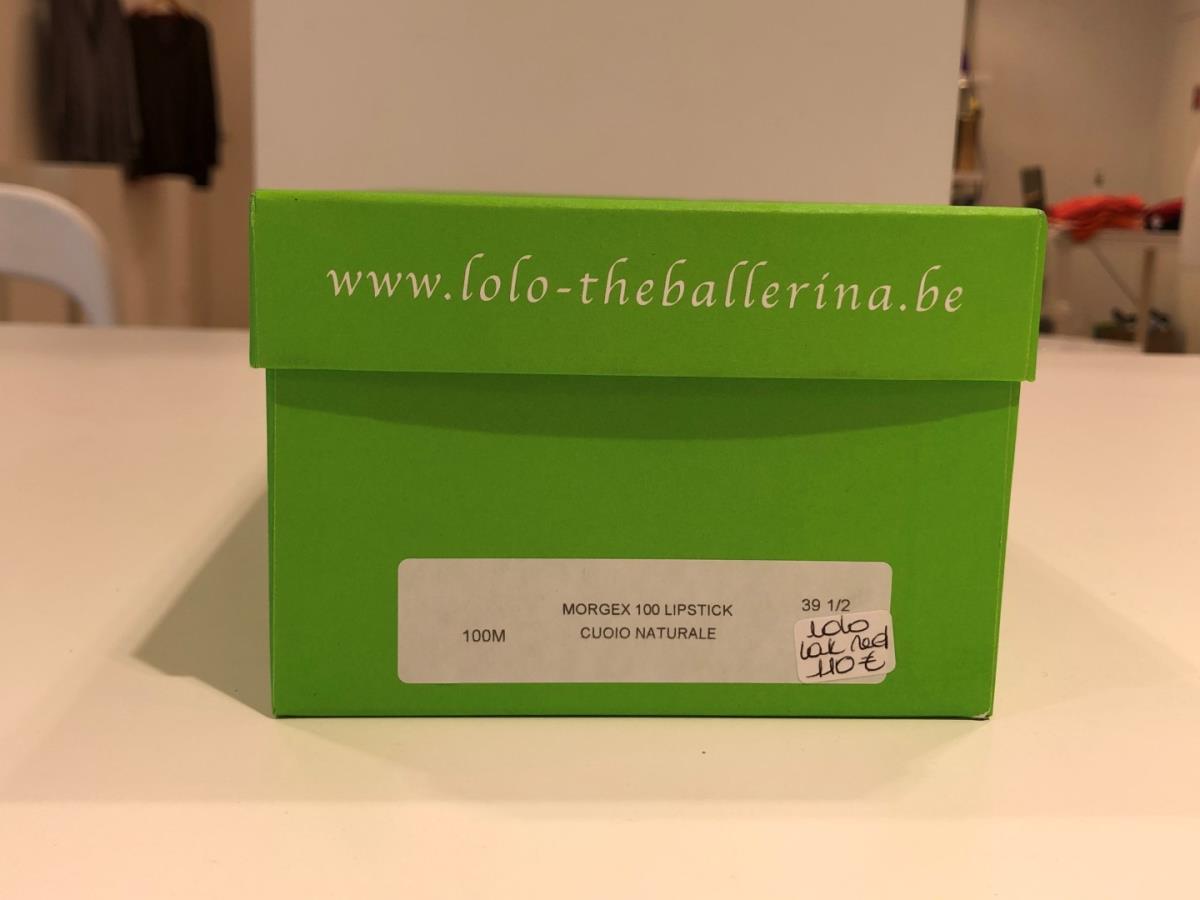 www.lolo-theballerina.be
MORGEX 100 LIPSTICK
39 1/2
100M
CUOIO NATURALE
lolo
lak red
110 €